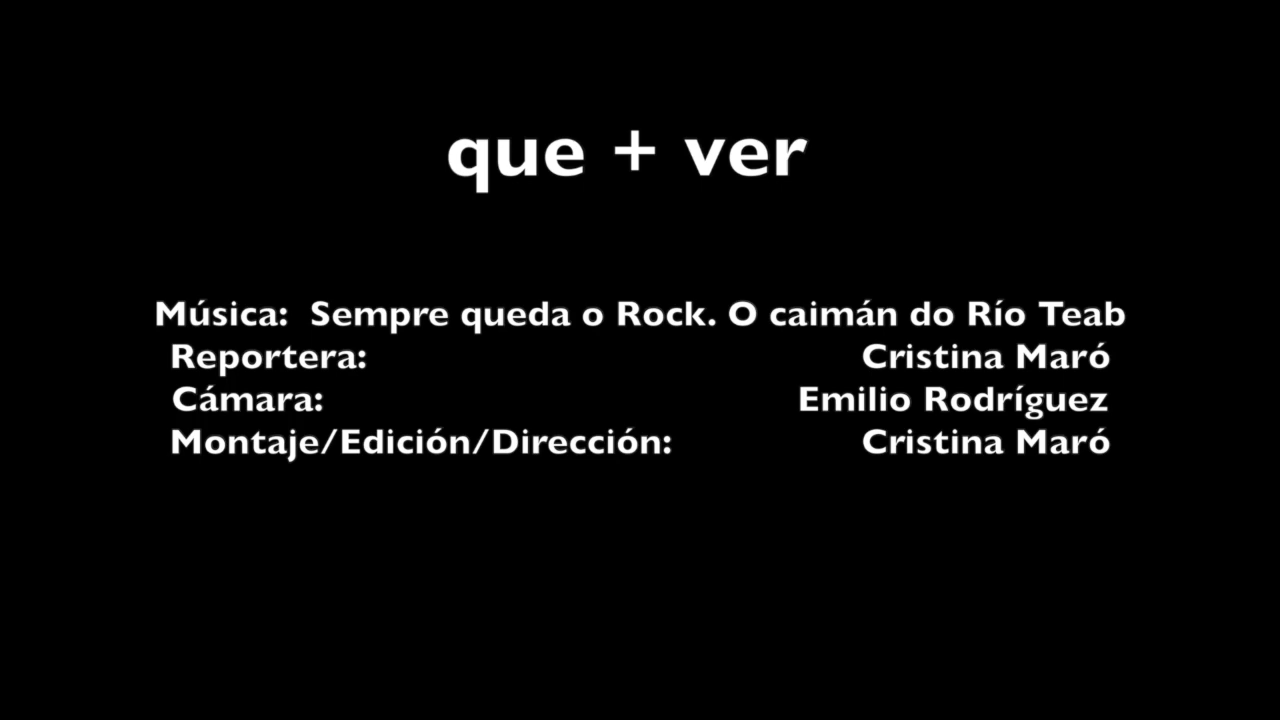 que + ver
Música: Sempre queda o Rock. O caimán do Río Teab
Reportera: Cristina Maró
Cámara: Emilio Rodríguez
Montaje/Edición/Dirección: Cristina Maró